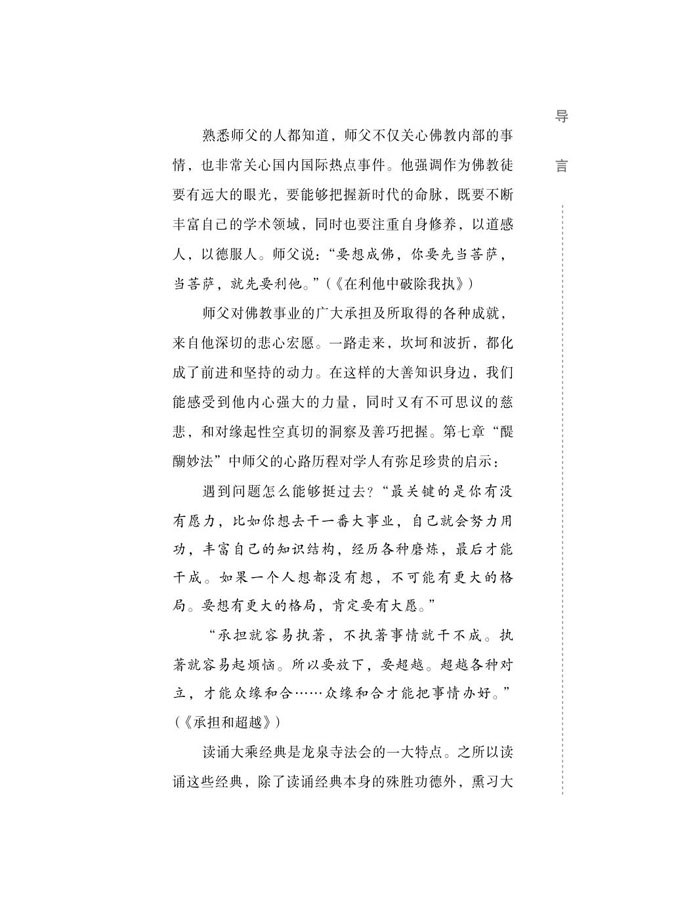 导
言
熟悉师父的人都知道，师父不仅关心佛教内部的事
情，也非常关心国内国际热点事件。他强调作为佛教徒
要有远大的眼光，要能够把握新时代的命脉，既要不断
丰富自己的学术领域，同时也要注重自身修养，以道感
人，以德服人。师父说：“要想成佛，你要先当菩萨，
当菩萨，就先要利他。”（《在利他中破除我执》）
师父对佛教事业的广大承担及所取得的各种成就，
来自他深切的悲心宏愿。一路走来，坎坷和波折，都化
成了前进和坚持的动力。在这样的大善知识身边，我们
能感受到他内心强大的力量，同时又有不可思议的慈
悲，和对缘起性空真切的洞察及善巧把握。第七章“醍
醐妙法”中师父的心路历程对学人有弥足珍贵的启示：
遇到问题怎么能够挺过去？“最关键的是你有没
有愿力，比如你想去干一番大事业，自己就会努力用
功，丰富自己的知识结构，经历各种磨炼，最后才能
干成。如果一个人想都没有想，不可能有更大的格
局。要想有更大的格局，肯定要有大愿。”
“承担就容易执著，不执著事情就干不成。执
著就容易起烦恼。所以要放下，要超越。超越各种对
立，才能众缘和合……众缘和合才能把事情办好。”
（《承担和超越》）
读诵大乘经典是龙泉寺法会的一大特点。之所以读
诵这些经典，除了读诵经典本身的殊胜功德外，熏习大